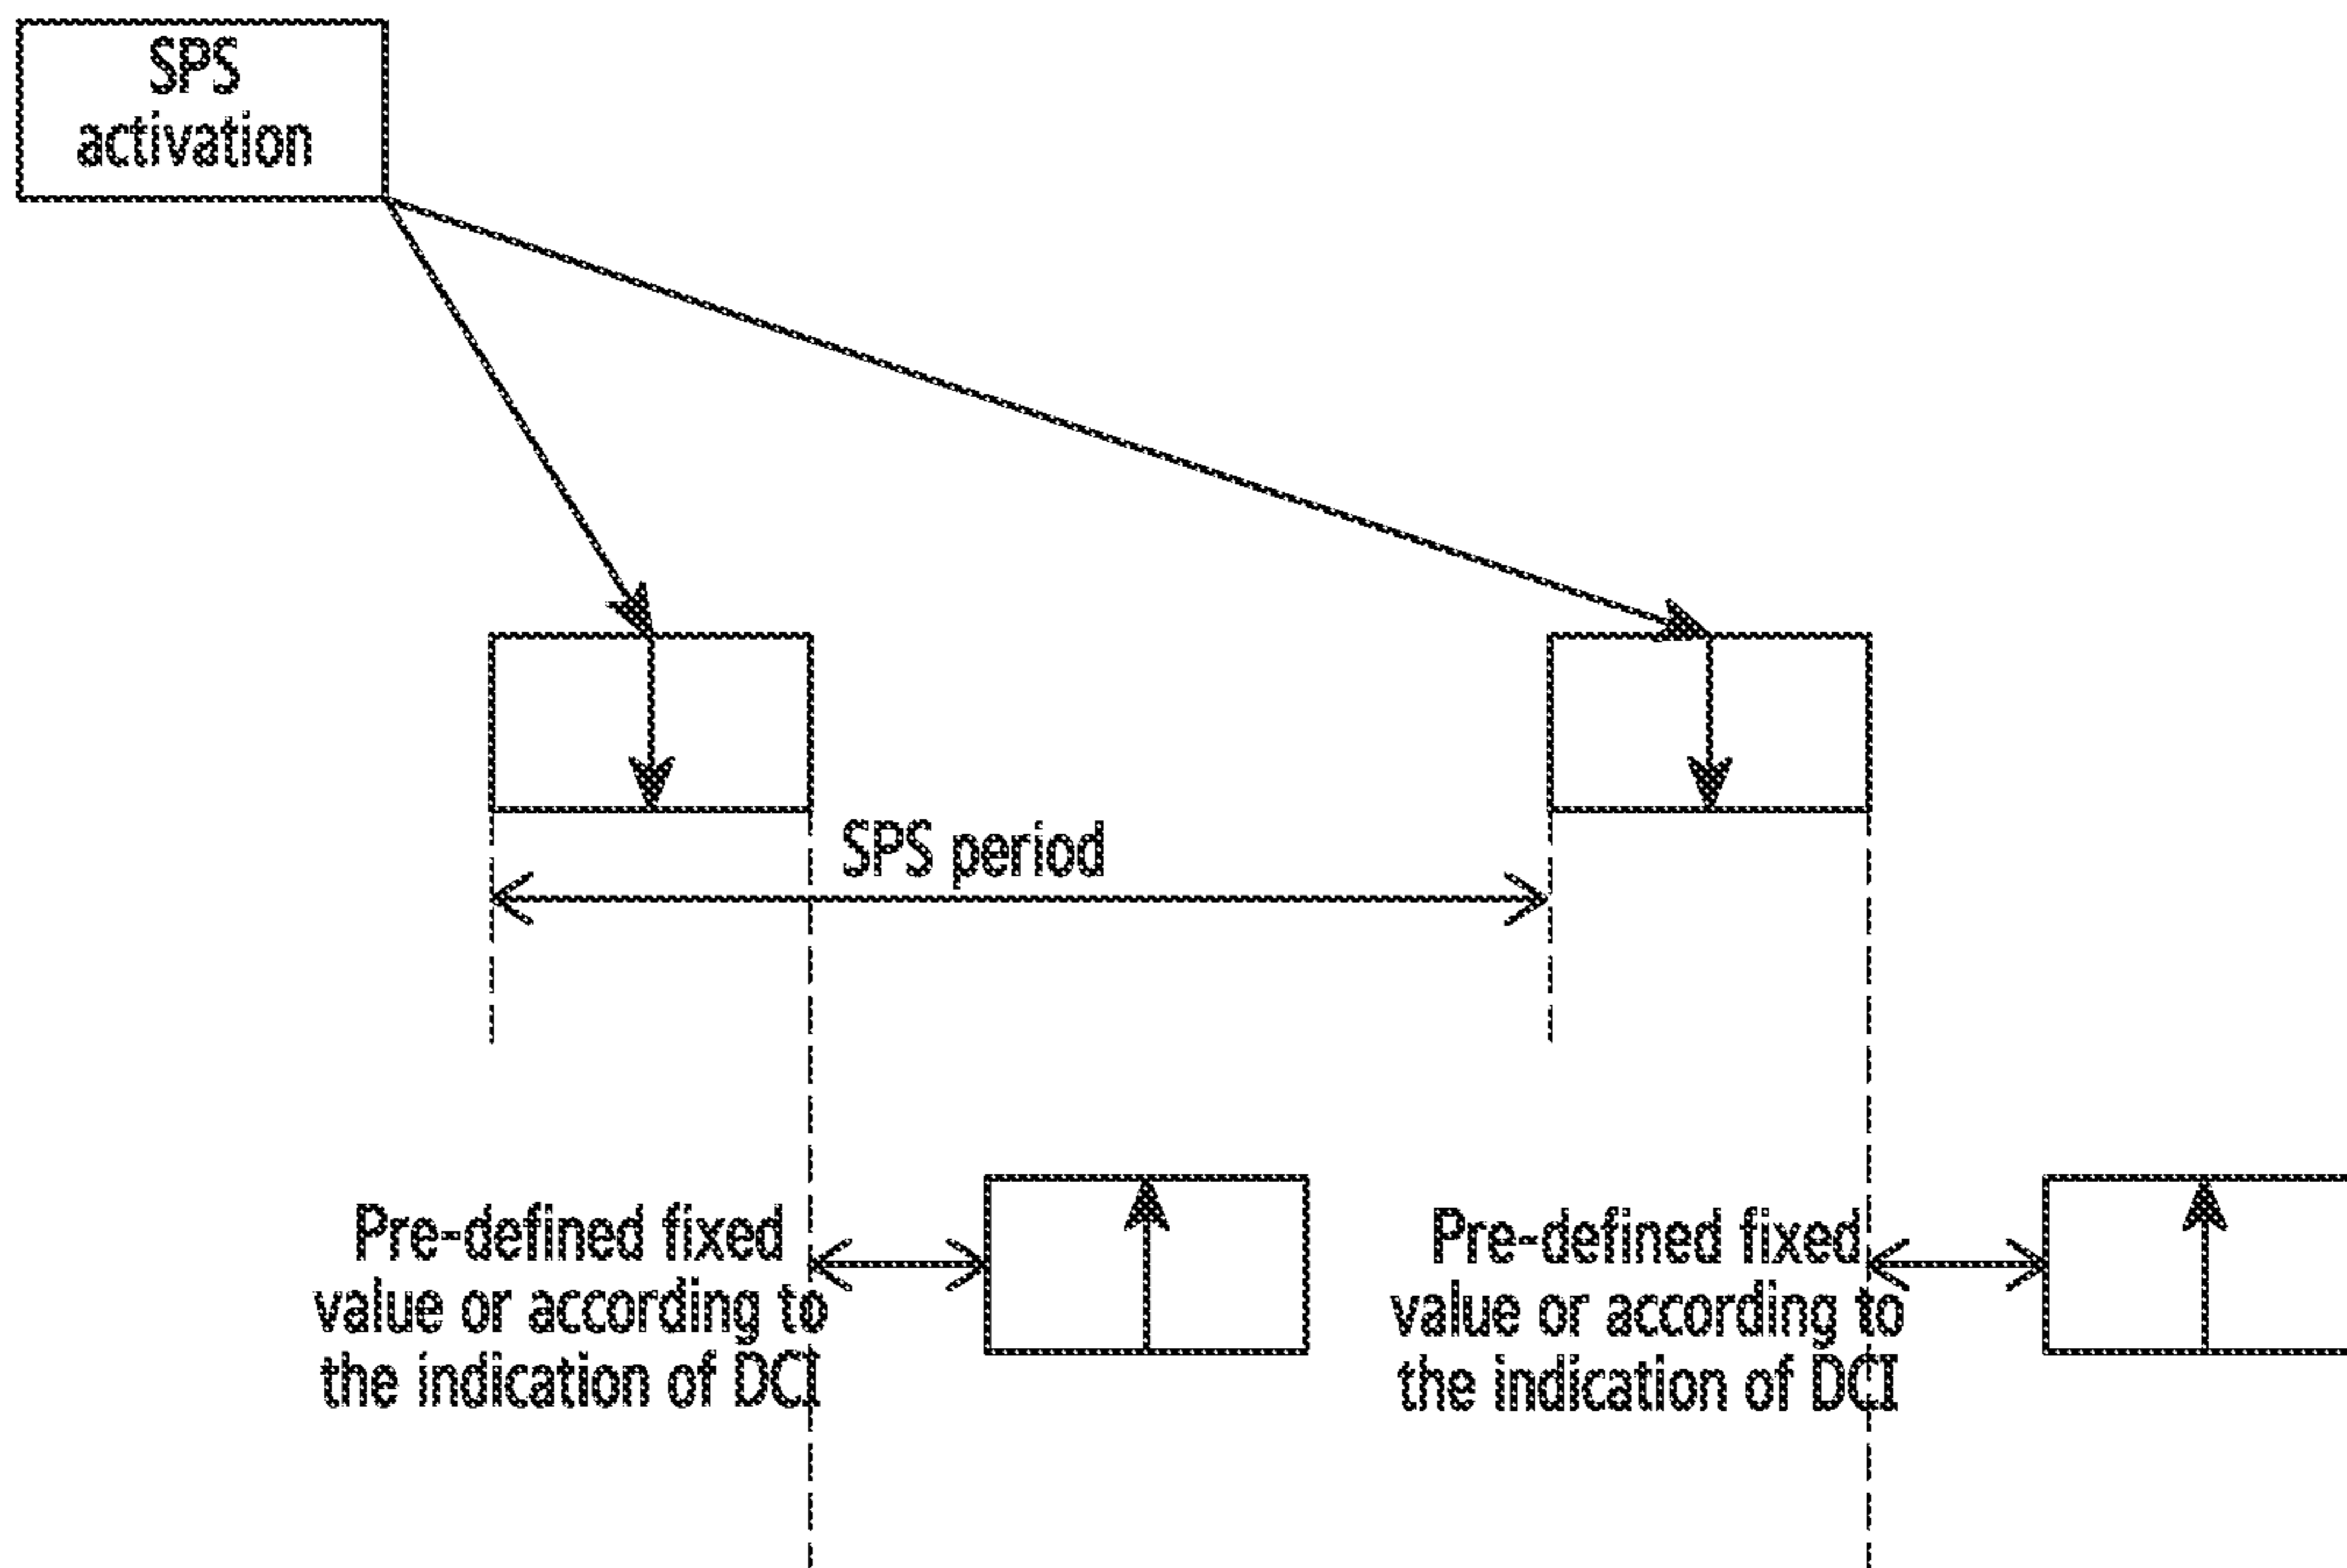 SPS
activation
SPS period
Pre-defined fixed
value or according to
the indication of DCI
Pre-defined fixed
value or according to
the indication of DCI